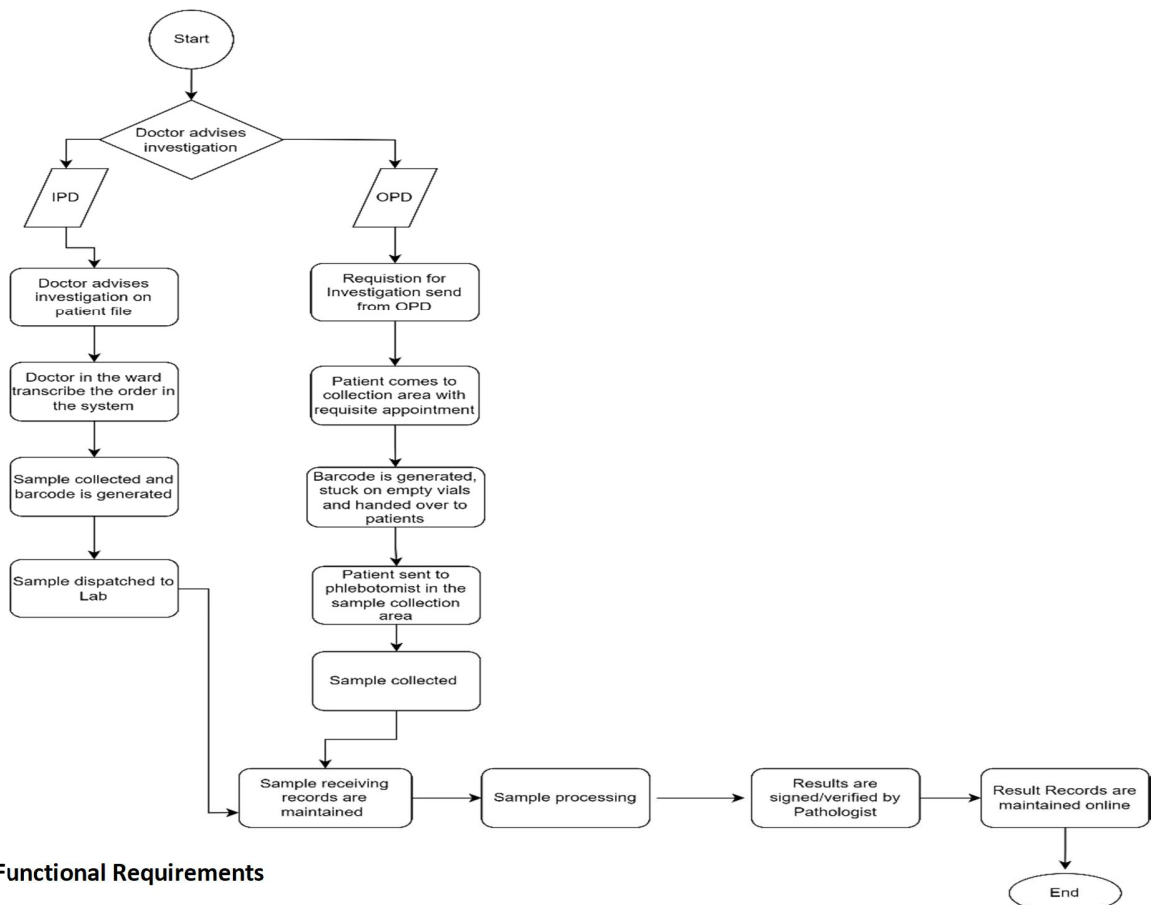 Start
Doctor advises
investigation
IPD
OPD
Doctor advises
investigation on
patient file
Doctor in the ward
transcribe the order in
the system
Sample collected and
barcode is generated
Sample dispatched to
Lab
Requistion for
Investigation send
from OPD
Patient comes to
collection area with
requisite appointment
Barcode is generated,
stuck on empty vials
and handed over to
patients
Patient sent to
phlebotomist in the
sample collection
area
Sample collected
Sample receiving
records are
maintained
Sample processing
Results are
signed/verified by
Pathologist
Result Records are
maintained online
End
Functional Requirements